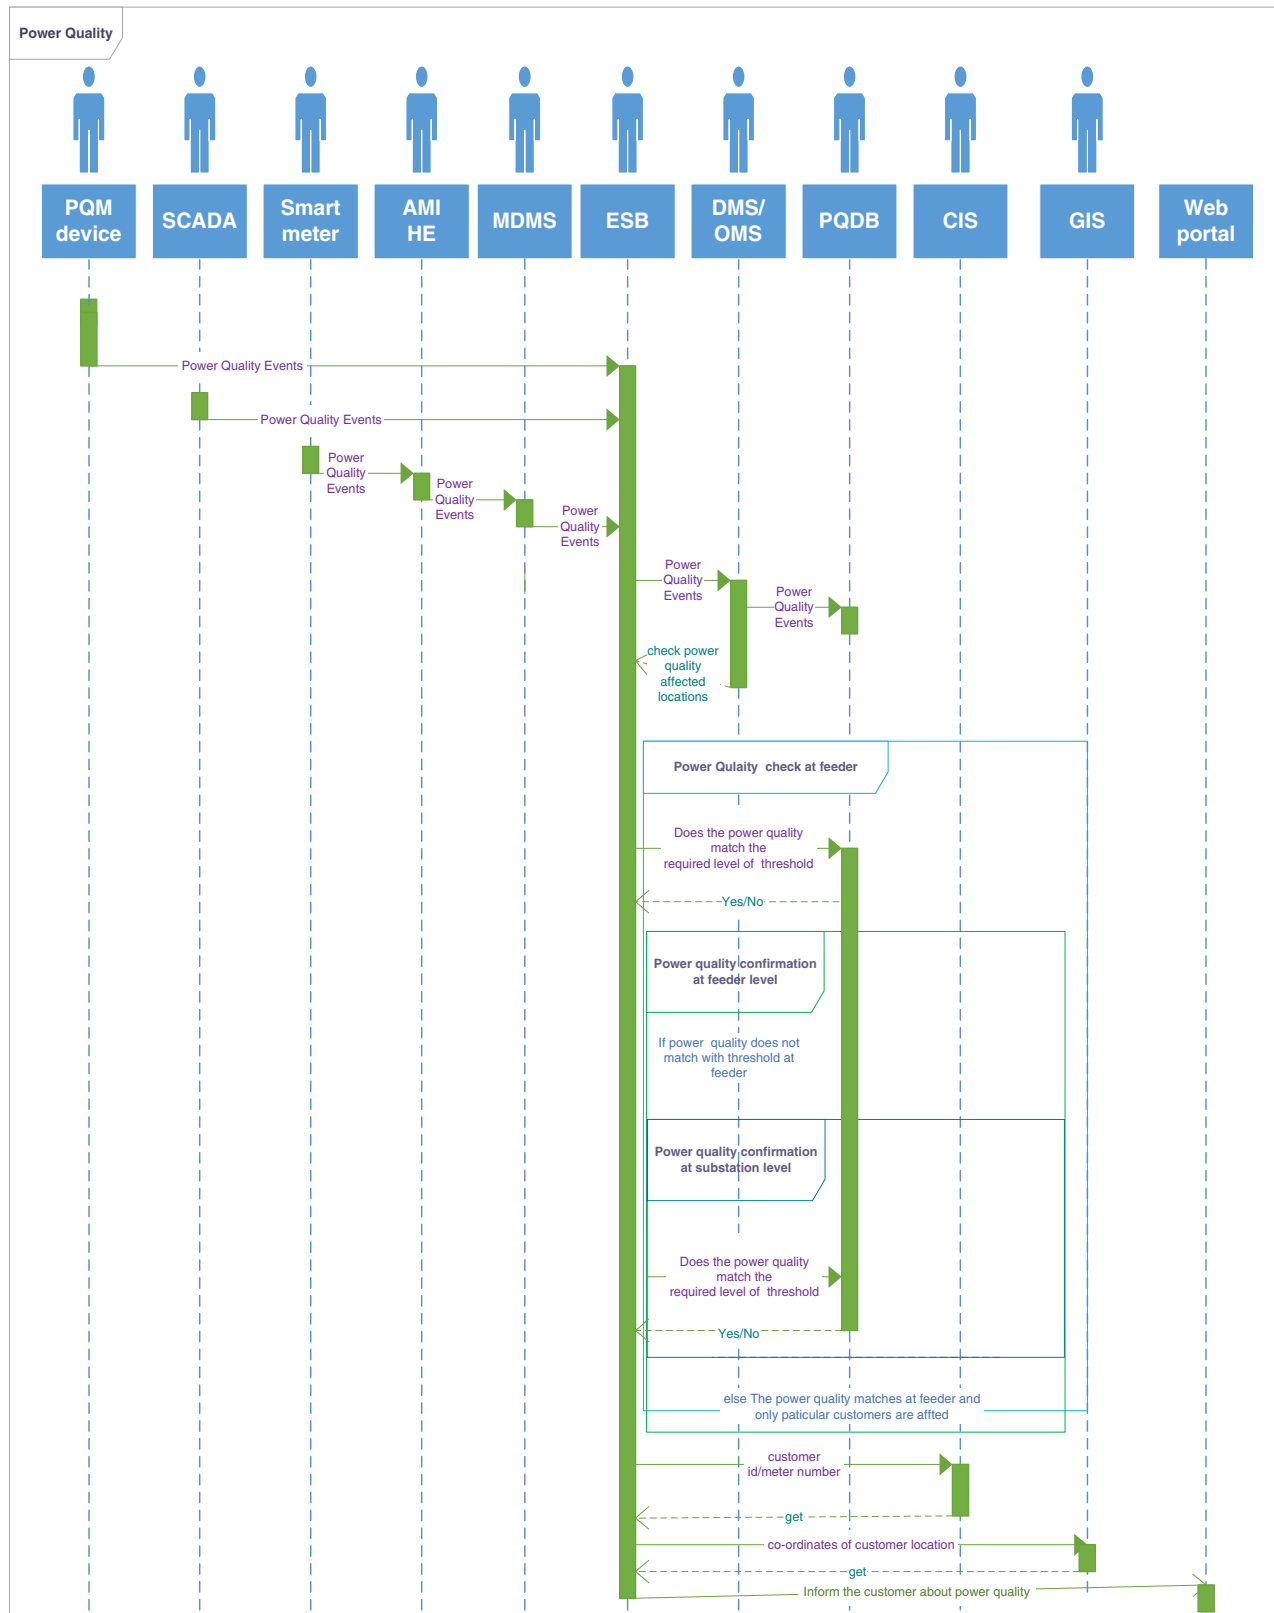 Power Quality
PQM
device
SCADA
Smart
meter
AMI
HE
MDMS
ESB
DMS/
OMS
PQDB
CIS
GIS
Web
portal
Power Quality Events
Power Quality Events
Power
Quality
Events
Power
Quality
Events
Power
Quality
Events
Power
Quality
Events
Power
Quality
Events
check power
quality
affected
locations
Power Qulaity check at feeder
Does the power quality
match the
required level of threshold
Yes/No
Power quality confirmation
at feeder level
If power quality does not
match with threshold at
feeder
Power quality confirmation
at substation level
Does the power quality
match the
required level of threshold
Yes/No
else The power quality matches at feeder and
only paticular customers are affted
customer
id/meter number
get
co-ordinates of customer location
get
Inform the customer about power quality